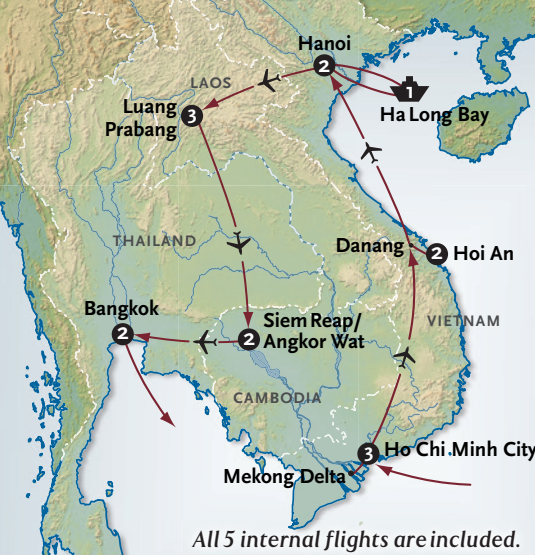 Hanoi
2
LAOS
1
Ha Long Bay
Luang
Prabang
3
THAILAND
Danang
2
Hoi An
Bangkok
2
Siem Reap/
Angkor Wat
2
VIETNAM
CAMBODIA
3
Ho Chi Minh City
Mekong Delta
All 5 internal flights are included.